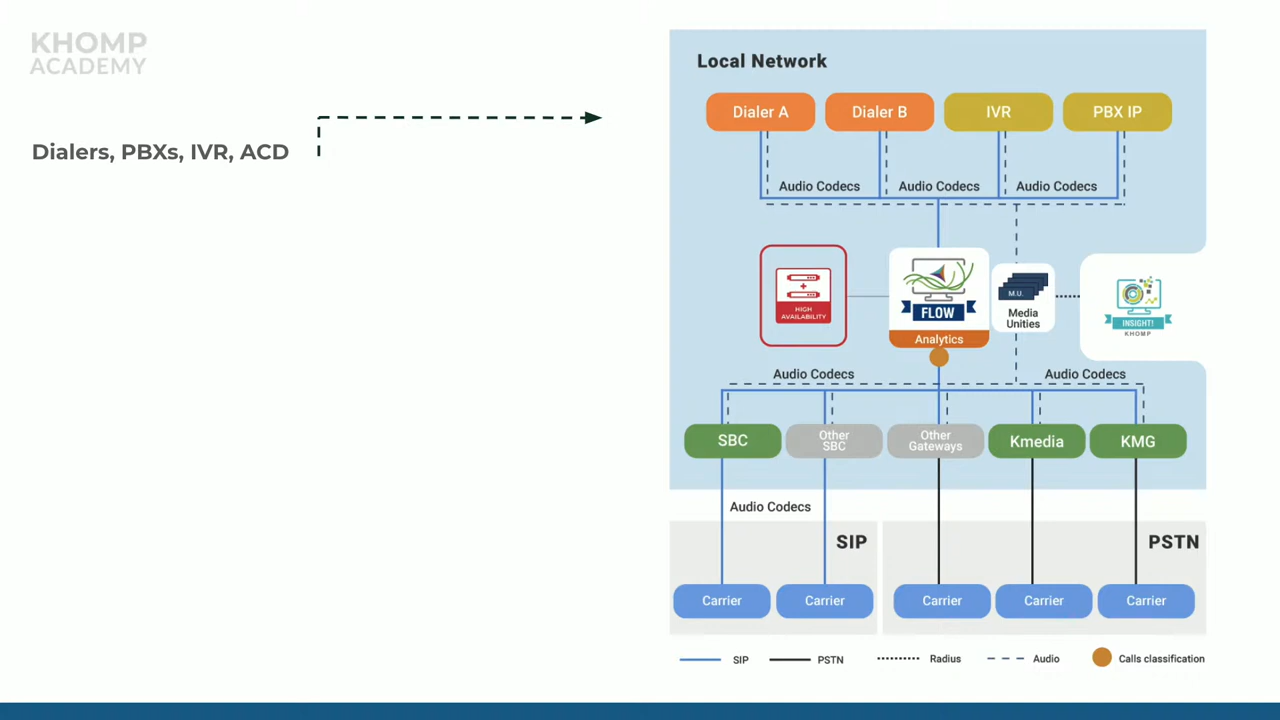 KHOMP
ACADEMY
Dialers, PBXs, IVR, ACD
Local Network
Dialer A
Dialer B
IVR
PBX IP
Audio Codecs
Audio Codecs
Audio Codecs
HIGH
AVAILABILITY
FLOW
Analytics
M.U.
Media
Unities
INSIGHT!
KHOMP
Audio Codecs
Audio Codecs
SBC
Other
SBC
Other
Gateways
Kmedia
KMG
Audio Codecs
SIP
PSTN
Carrier
Carrier
Carrier
Carrier
Carrier
SIP
PSTN
Radius
Audio
Calls classification